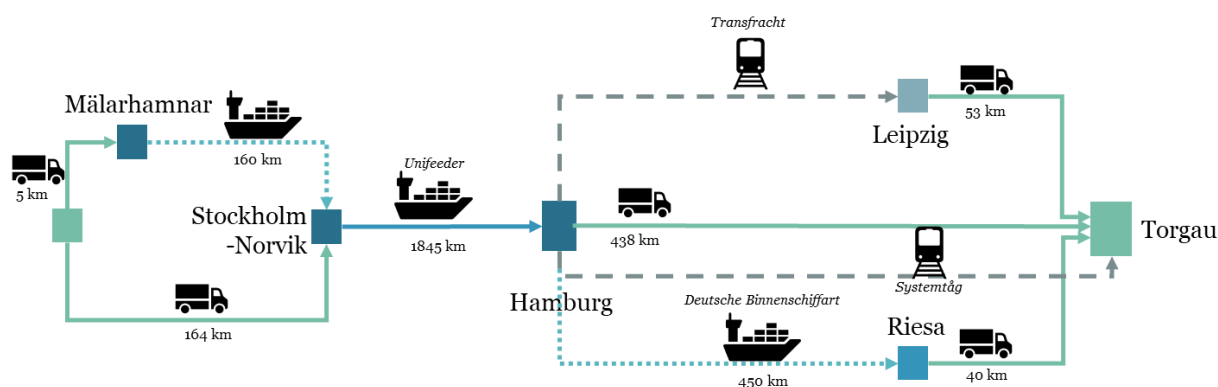 Transfracht
Mälarhamnar
53 km
Leipzig
160 km
Unifeeder
5 km
Stockholm
-Norvik
1845 km
438 km
Torgau
Systemtåg
Hamburg
Deutsche Binnenschiffart
Riesa
164 km
450 km
40 km